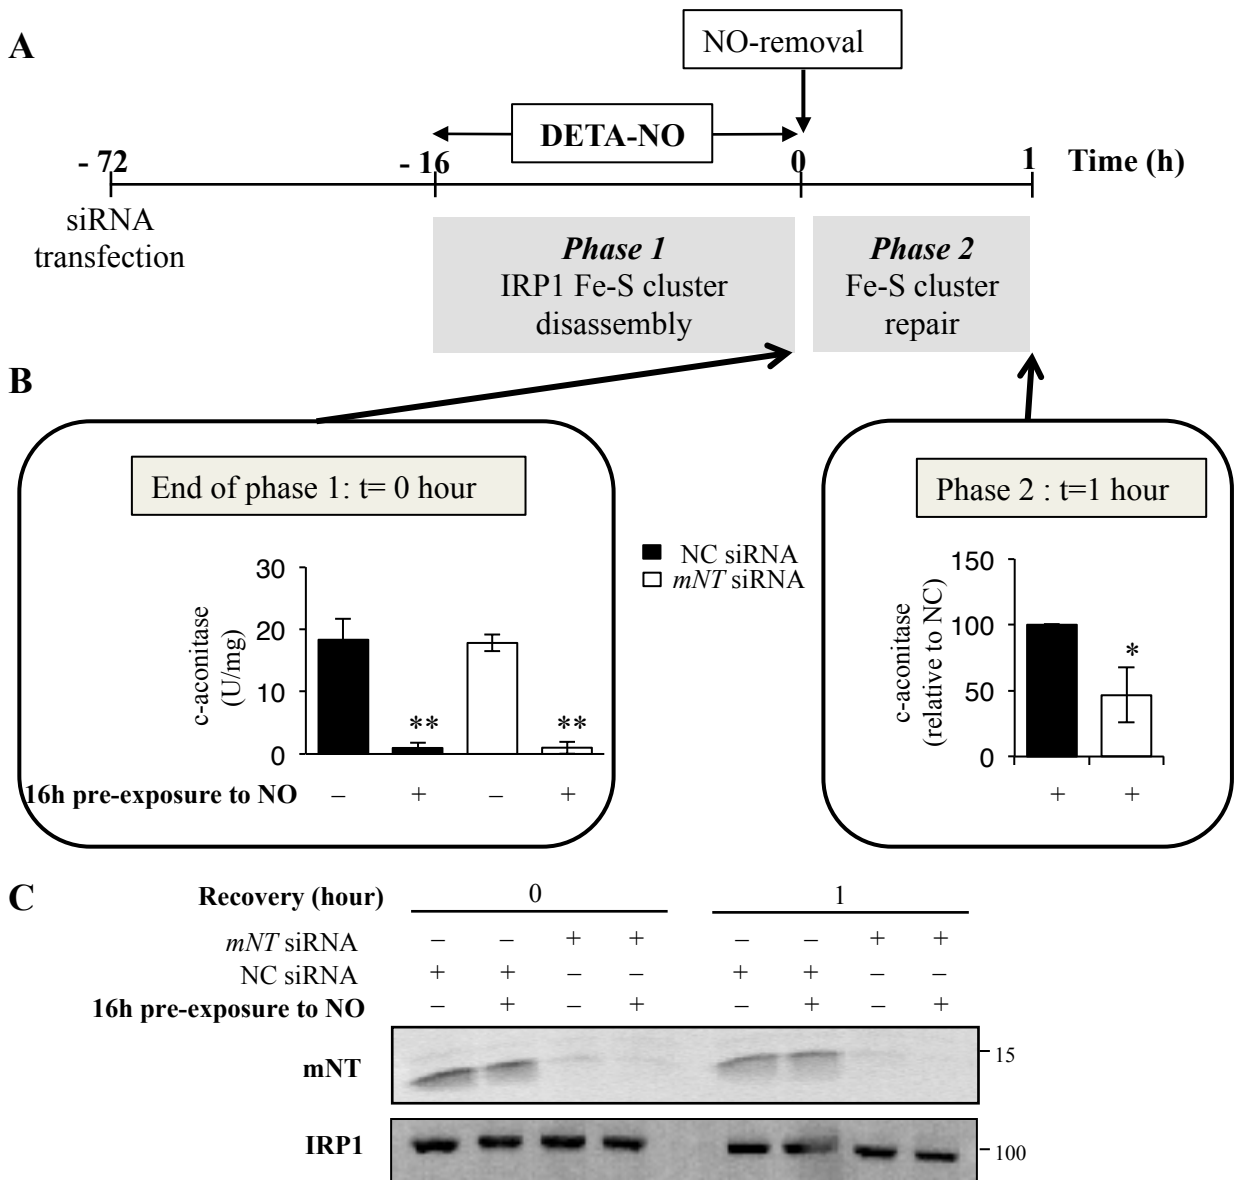 A
NO-removal
DETA-NO
- 72
- 16
0
1
Time (h)
siRNA
transfection
Phase 1
IRP1 Fe-S cluster
disassembly
Phase 2
Fe-S cluster
repair
B
End of phase 1: t= 0 hour
c-aconitase
(U/mg)
30
20
10
0
**
**
16h pre-exposure to NO – + – +
NC siRNA
mNT siRNA
Phase 2 : t=1 hour
c-aconitase
(relative to NC)
150
100
50
0
*
+ +
C
Recovery (hour) 0 1
mNT siRNA – – + + – – + +
NC siRNA + + – – + + – –
16h pre-exposure to NO – + – + – + – +
mNT
15
IRP1
100